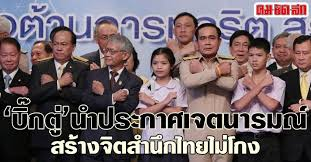 คม-ชัด-ลึก
งต้านการทุจริต ส
'บิ๊กตู่'นำประกาศเจตนารมณ์
สร้างจิตสำนึกไทยไม่โกง